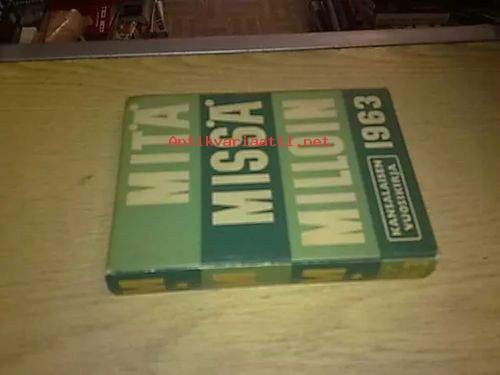 MITÄ
MISSÄ
MILLOIN
1963
KANSALAISEN
VUOSIKIRJA
Antikvariaatti.net